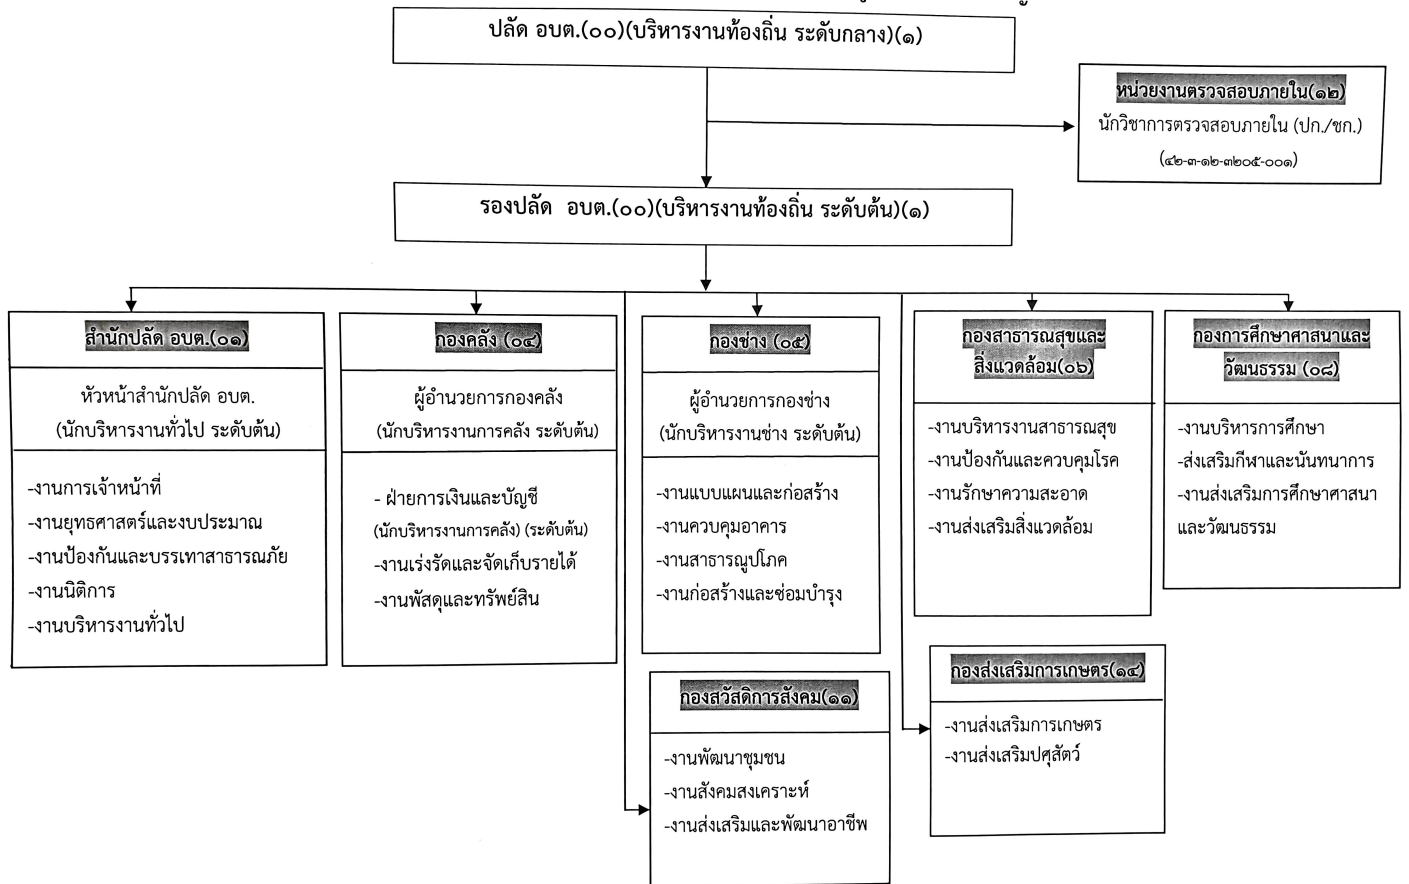 ปลัด อบต.(๐๐)(บริหารงานท้องถิ่น ระดับกลาง)(๑)
หน่วยงานตรวจสอบภายใน(๑๒)
นักวิชาการตรวจสอบภายใน (ปก./ชก.)
(๔๒-๓-๑๒-๓๒๐๕-๐๐๑)
รองปลัด อบต.(๐๐)(บริหารงานท้องถิ่น ระดับต้น)(๑)
สำนักปลัด อบต.(๐๑)
หัวหน้าสำนักปลัด อบต.
(นักบริหารงานทั่วไป ระดับต้น)
-งานการเจ้าหน้าที่
-งานยุทธศาสตร์และงบประมาณ
-งานป้องกันและบรรเทาสาธารณภัย
-งานนิติการ
-งานบริหารงานทั่วไป
กองคลัง (๐๔)
ผู้อำนวยการกองคลัง
(นักบริหารงานการคลัง ระดับต้น)
- ฝ่ายการเงินและบัญชี
(นักบริหารงานการคลัง) (ระดับต้น)
-งานเร่งรัดและจัดเก็บรายได้
-งานพัสดุและทรัพย์สิน
กองช่าง (๐๕)
ผู้อำนวยการกองช่าง
(นักบริหารงานช่าง ระดับต้น)
-งานแบบแผนและก่อสร้าง
-งานควบคุมอาคาร
-งานสาธารณูปโภค
-งานก่อสร้างและซ่อมบำรุง
กองสาธารณสุขและ
สิ่งแวดล้อม(๐๖)
-งานบริหารงานสาธารณสุข
-งานป้องกันและควบคุมโรค
-งานรักษาความสะอาด
-งานส่งเสริมสิ่งแวดล้อม
กองการศึกษาศาสนาและ
วัฒนธรรม (๐๘)
-งานบริหารการศึกษา
-ส่งเสริมกีฬาและนันทนาการ
-งานส่งเสริมการศึกษาศาสนา
และวัฒนธรรม
กองสวัสดิการสังคม(๑๑)
-งานพัฒนาชุมชน
-งานสังคมสงเคราะห์
-งานส่งเสริมและพัฒนาอาชีพ
กองส่งเสริมการเกษตร(๑๔)
-งานส่งเสริมการเกษตร
-งานส่งเสริมปศุสัตว์